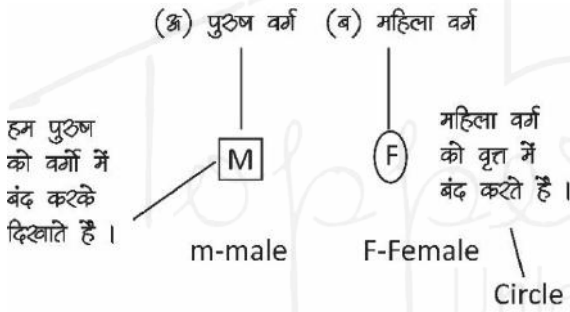 (अ) पुरुष वर्ग (ब) महिला वर्ग
हम पुरुष
को वर्गो में
बंद करके
दिखाते है ।
M
F
महिला वर्ग
को वृत्त में
बंद करते है ।
m-male
F-Female
Circle